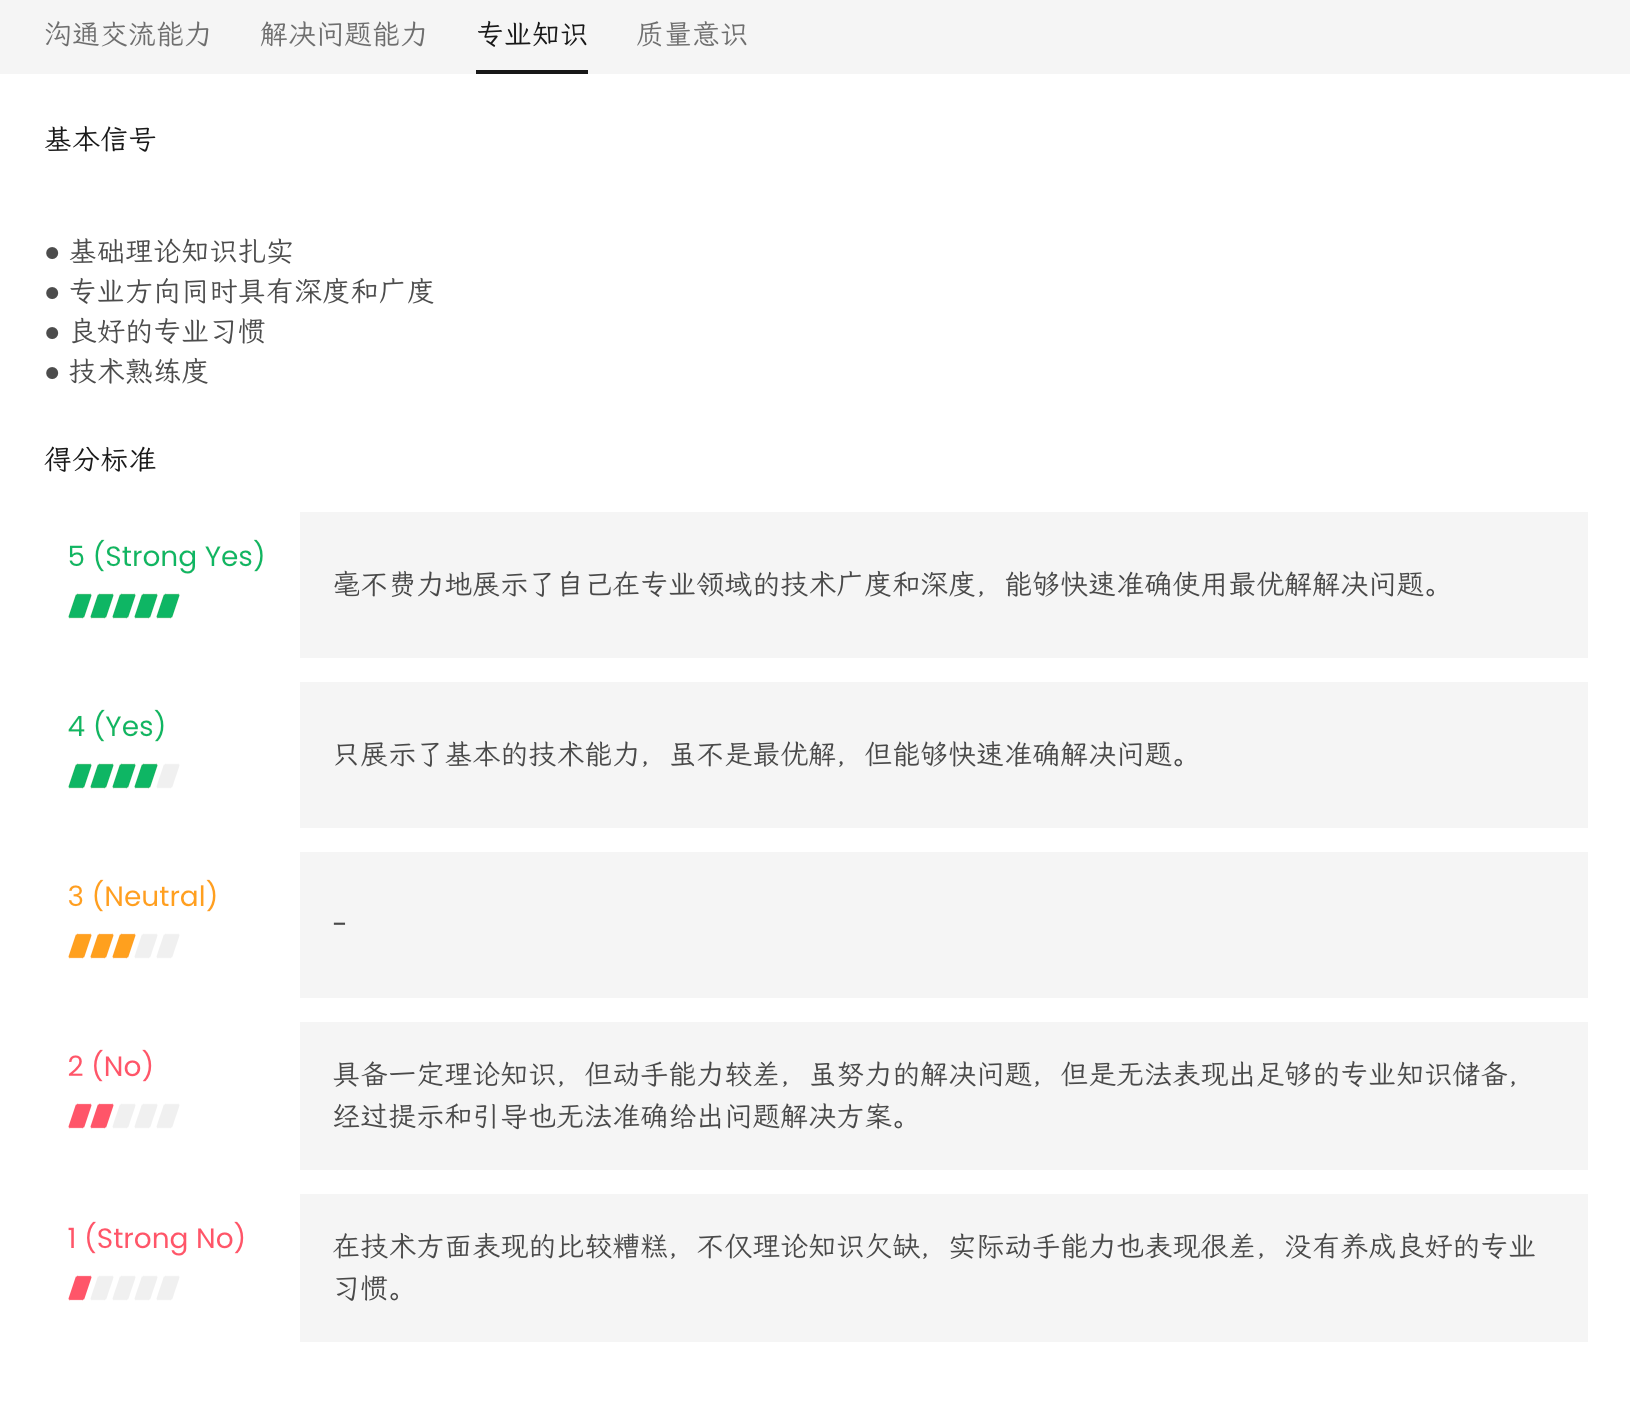 沟通交流能力 解决问题能力 专业知识 质量意识
基本信号
● 基础理论知识扎实
● 专业方向同时具有深度和广度
● 良好的专业习惯
● 技术熟练度
得分标准
5 (Strong Yes)
毫不费力地展示了自己在专业领域的技术广度和深度，能够快速准确使用最优解解决问题。
4 (Yes)
只展示了基本的技术能力，虽不是最优解，但能够快速准确解决问题。
3 (Neutral)
-
2 (No)
具备一定理论知识，但动手能力较差，虽努力的解决问题，但是无法表现出足够的专业知识储备，
经过提示和引导也无法准确给出问题解决方案。
1 (Strong No)
在技术方面表现的比较糟糕，不仅理论知识欠缺，实际动手能力也表现很差，没有养成良好的专业
习惯。